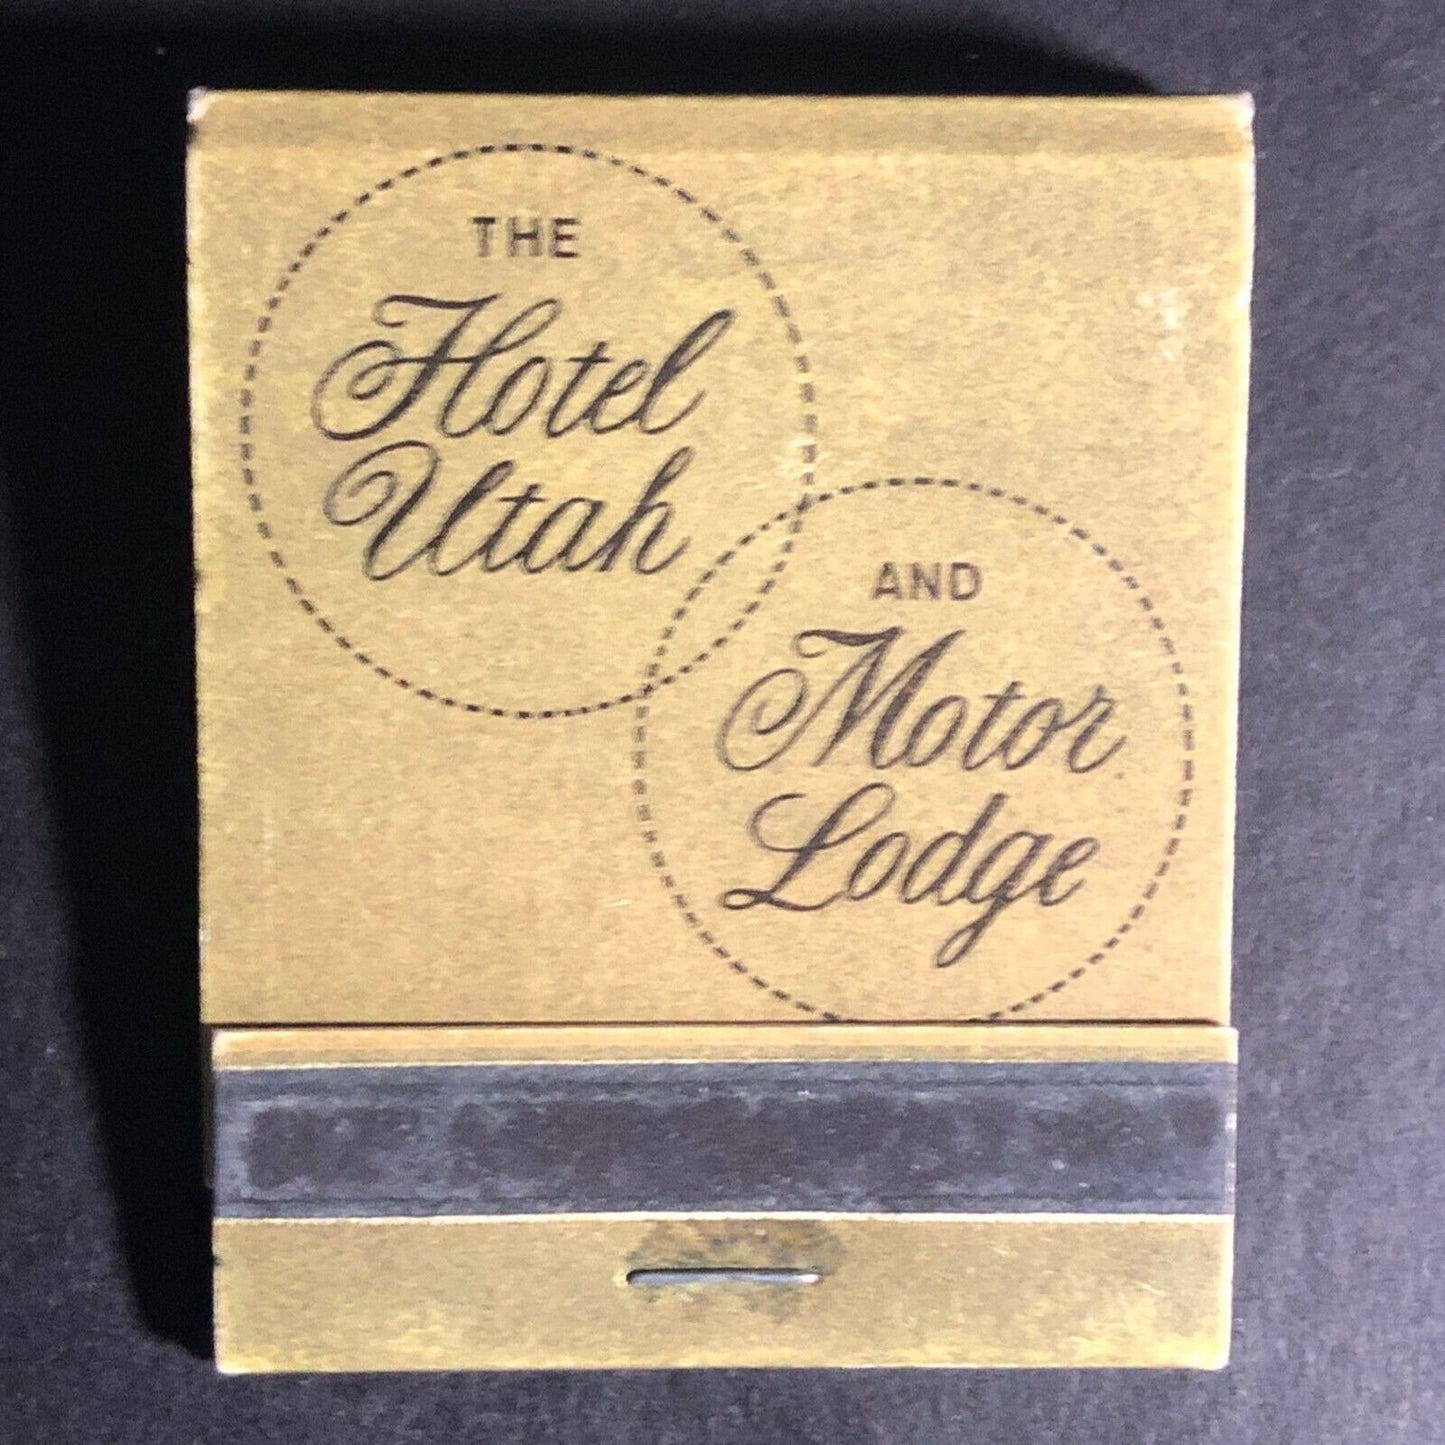 THE
Hotel
Utah
AND
Motor
Lodge